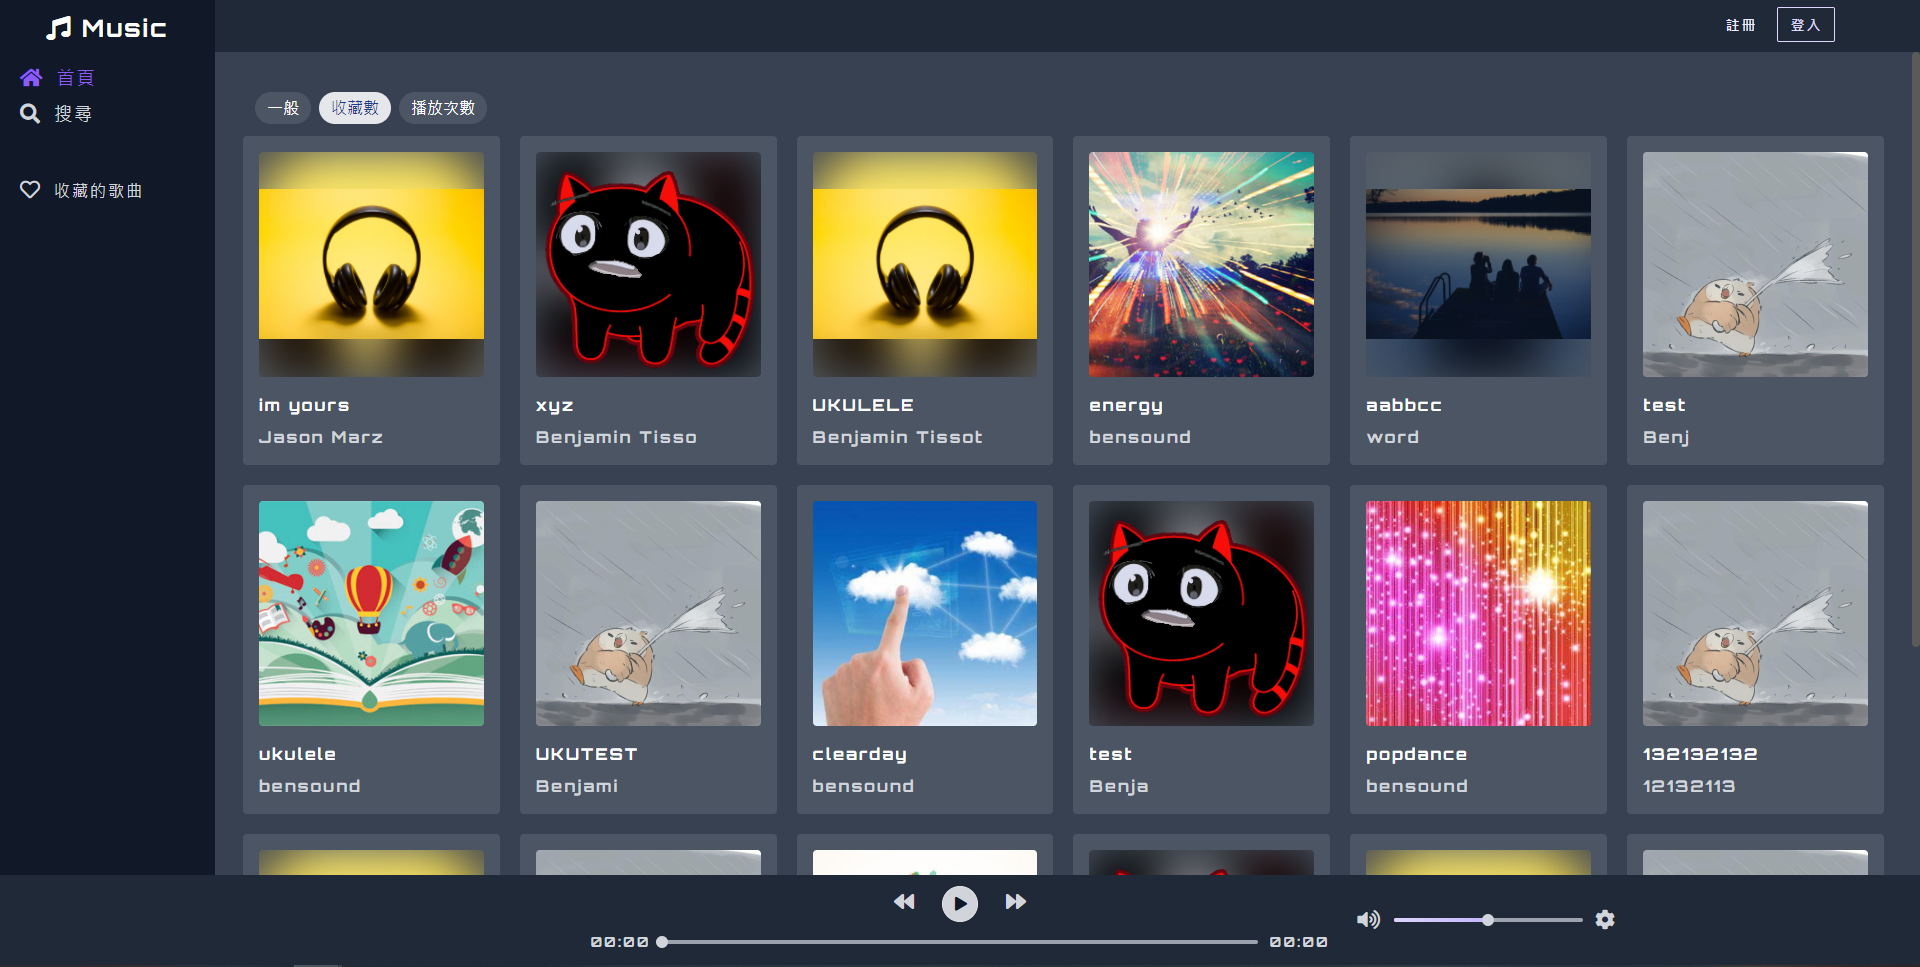 Music
註冊
登入
首頁
搜尋
收藏的歌曲
一般
收藏數
播放次數
im yours
Jason Marz
xyz
Benjamin Tisso
UKULELE
Benjamin Tissot
energy
bensound
aabbcc
word
test
Benj
ukulele
bensound
UKUTEST
Benjami
clearday
bensound
test
Benja
popdance
bensound
132132132
12132113
00:00
00:00